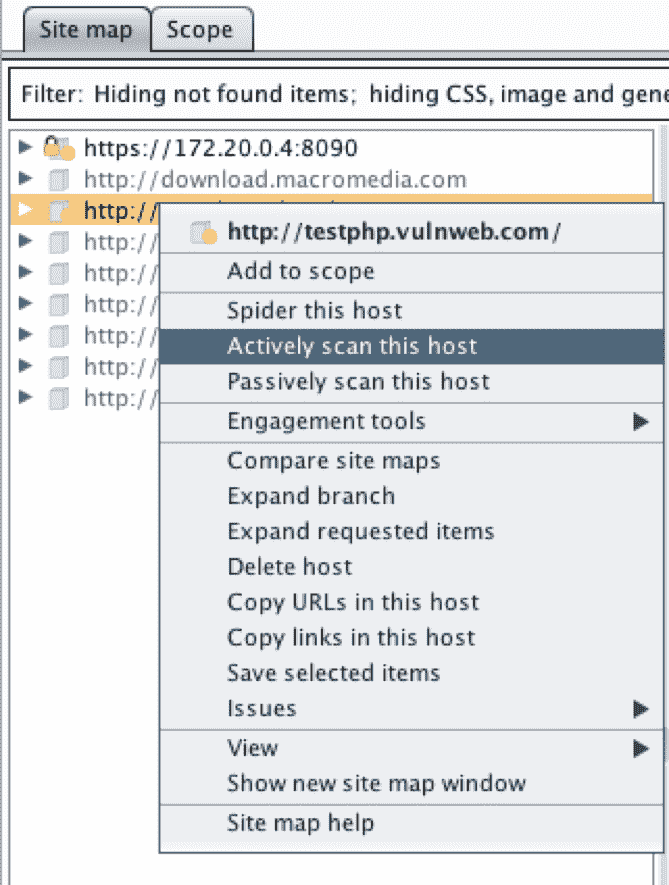 Site map
Scope
Filter: Hiding not found items; hiding CSS, image and gene
https://172.20.0.4:8090
http://download.macromedia.com
http://
http://
http://
http://
http://
http://
http://
http://testphp.vulnweb.com/
Add to scope
Spider this host
Actively scan this host
Passively scan this host
Engagement tools
Compare site maps
Expand branch
Expand requested items
Delete host
Copy URLs in this host
Copy links in this host
Save selected items
Issues
View
Show new site map window
Site map help